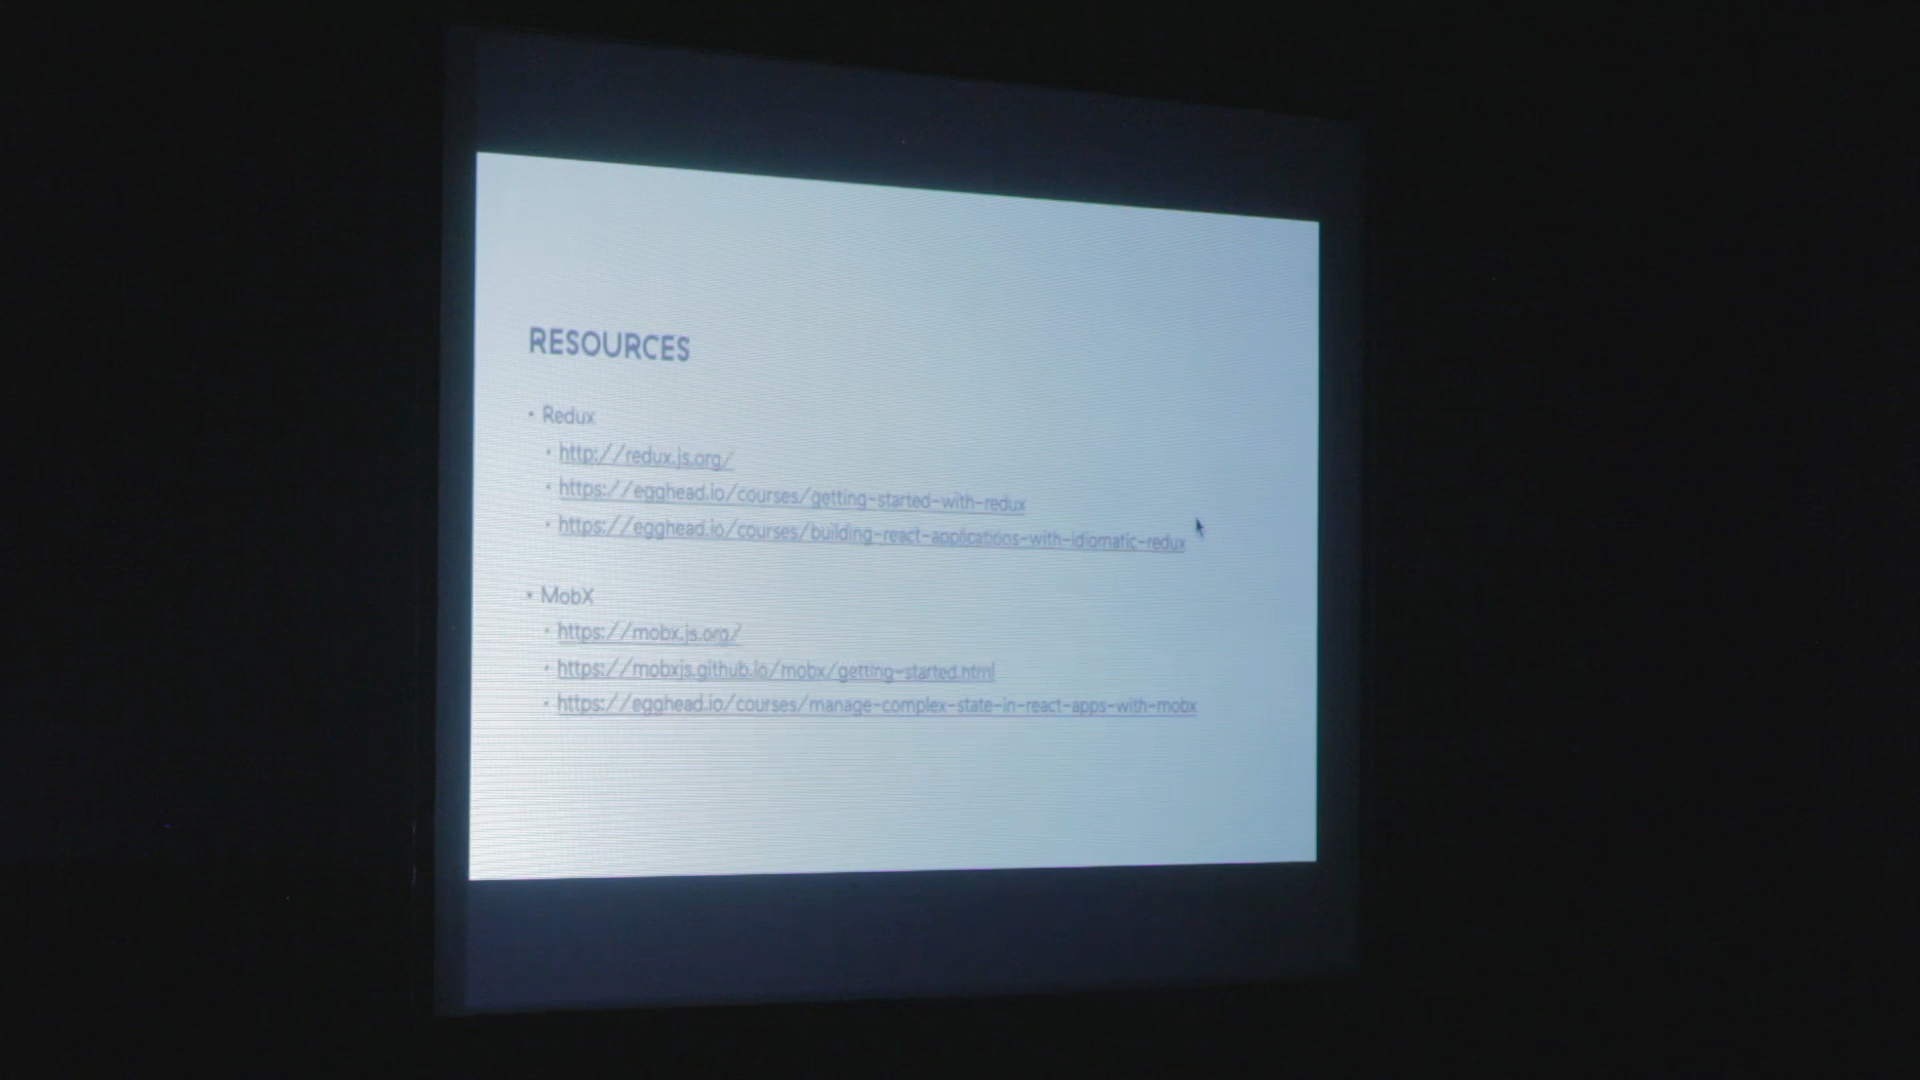 RESOURCES
• Redux
• http://redux.js.org/
• https://egghead.io/courses/getting-started-with-redux
• https://egghead.io/courses/building-react-applications-with-idiomatic-redux
• MobX
• https://mobx.js.org/
• https://mobxjs.github.io/mobx/getting-started.html
• https://egghead.io/courses/manage-complex-state-in-react-apps-with-mobx